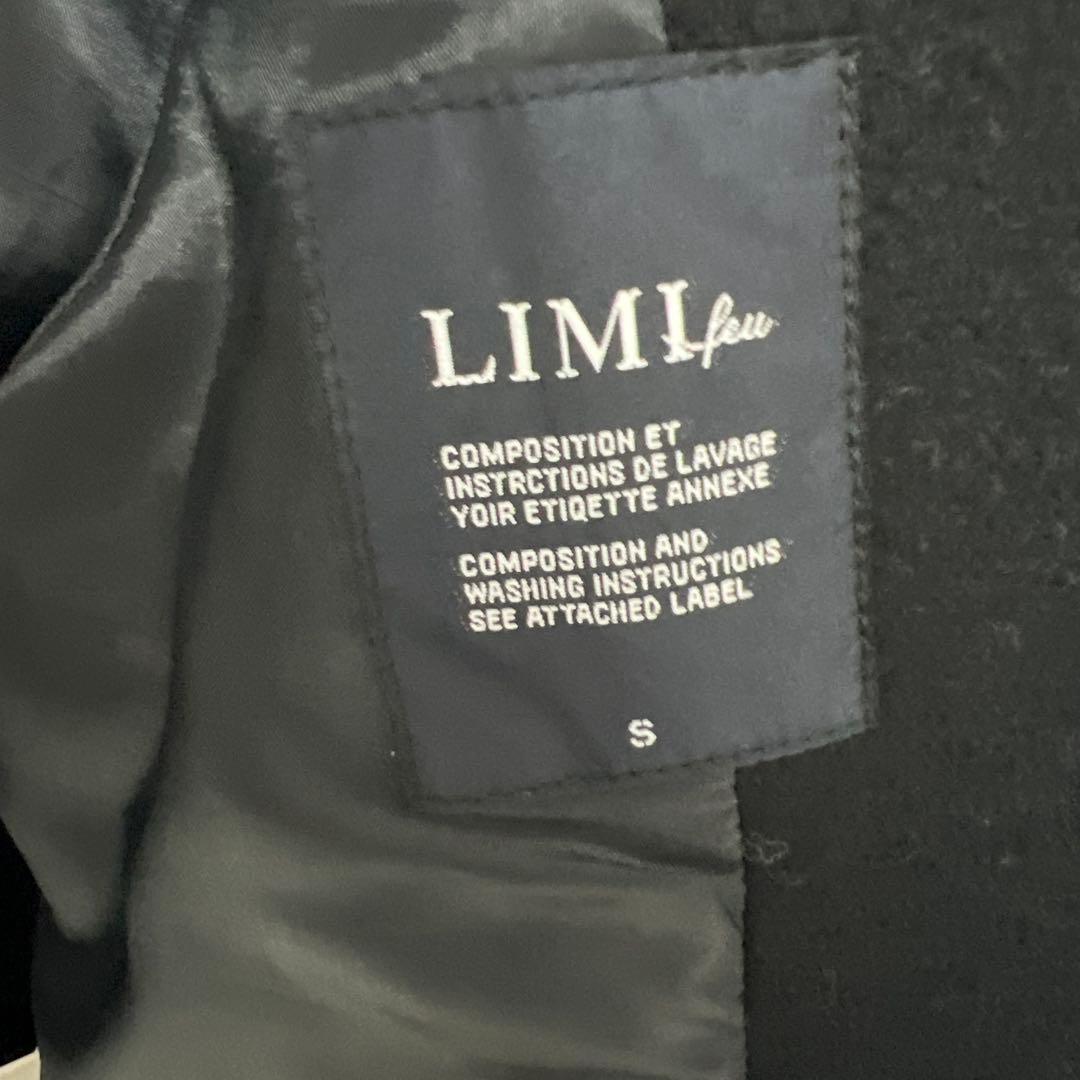 LIMI feu
COMPOSITION ET
INSTRCTIONS DE LAVAGE
YOIR ETIQETTE ANNEXE
COMPOSITION AND
WASHING INSTRUCTIONS
SEE ATTACHED LABEL
S